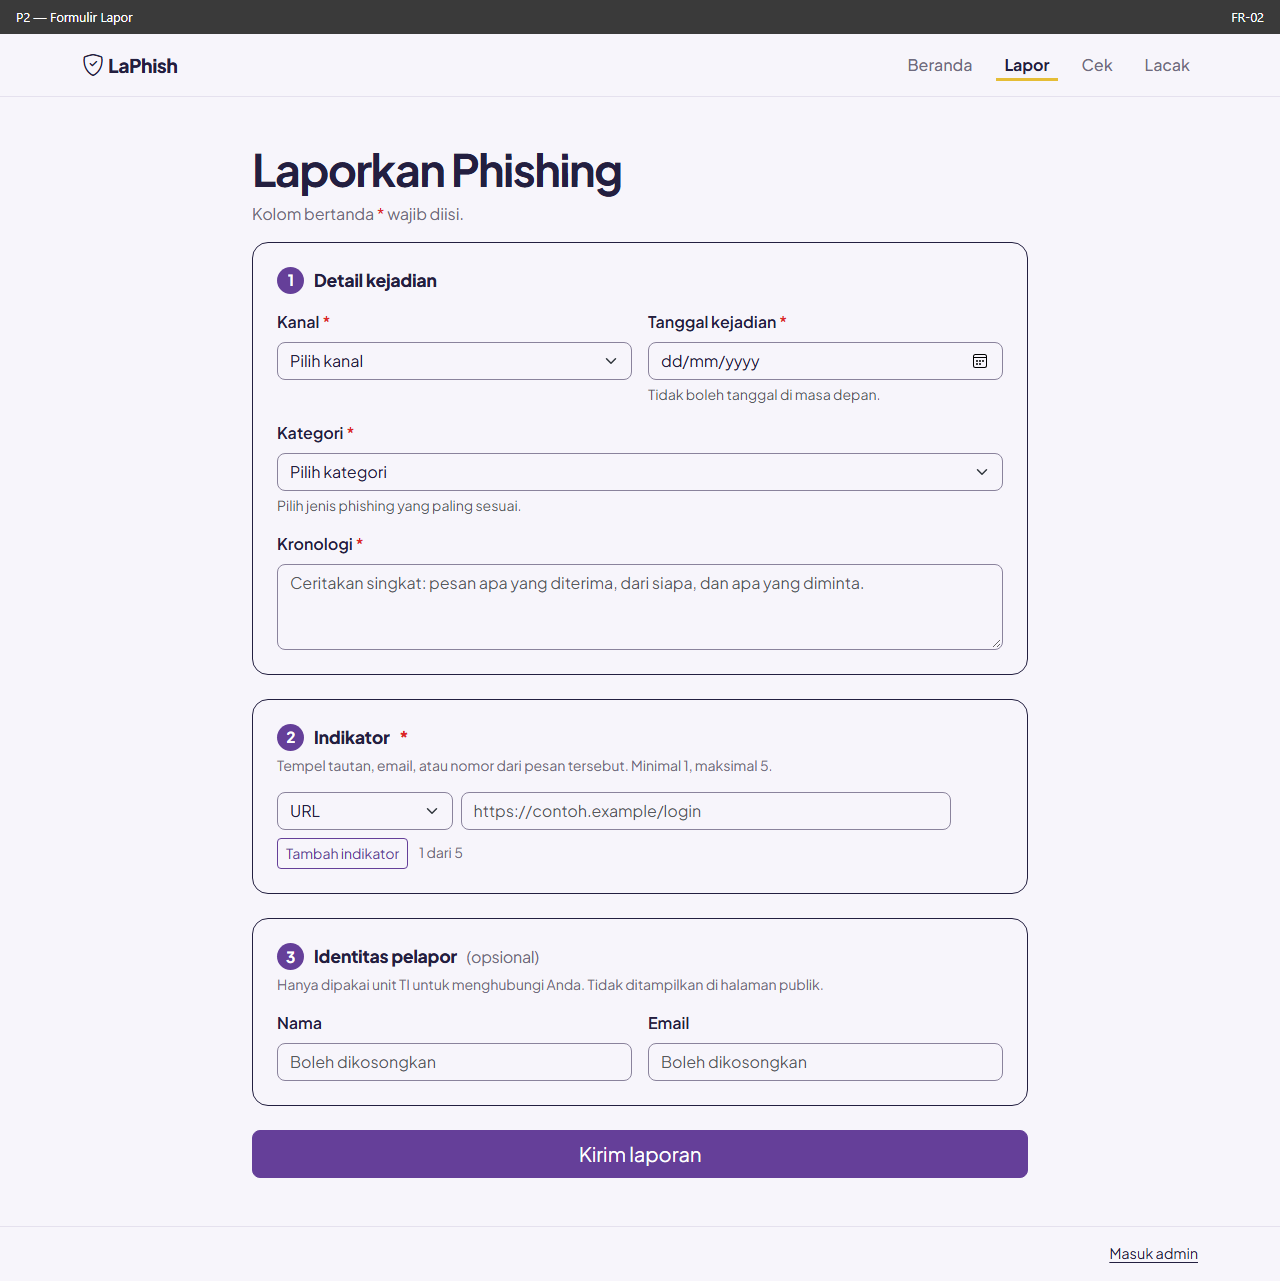 P2 — Formulir Lapor
FR-02
LaPhish
Beranda
Lapor
Cek
Lacak
Laporkan Phishing
Kolom bertanda * wajib diisi.
1 Detail kejadian
Kanal *
Tanggal kejadian *
Pilih kanal
dd/mm/yyyy
Tidak boleh tanggal di masa depan.
Kategori *
Pilih kategori
Pilih jenis phishing yang paling sesuai.
Kronologi *
Ceritakan singkat: pesan apa yang diterima, dari siapa, dan apa yang diminta.
2 Indikator *
Tempel tautan, email, atau nomor dari pesan tersebut. Minimal 1, maksimal 5.
URL
https://contoh.example/login
Tambah indikator
1 dari 5
3 Identitas pelapor (opsional)
Hanya dipakai unit TI untuk menghubungi Anda. Tidak ditampilkan di halaman publik.
Nama
Email
Boleh dikosongkan
Boleh dikosongkan
Kirim laporan
Masuk admin